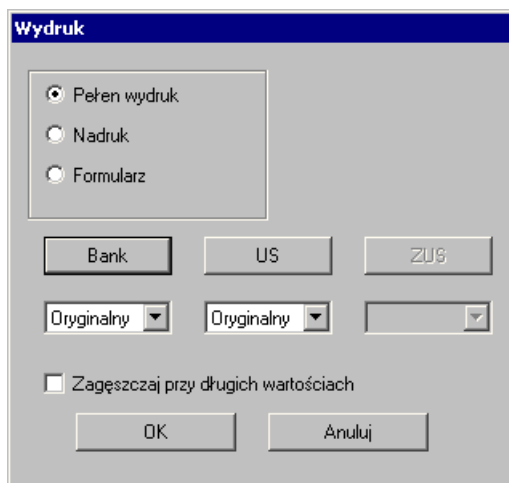 Wydruk
Pełen wydruk
Nadruk
Formularz
Bank US ZUS
Oryginalny Oryginalny
Zagęszczaj przy długich wartościach
OK Anuluj